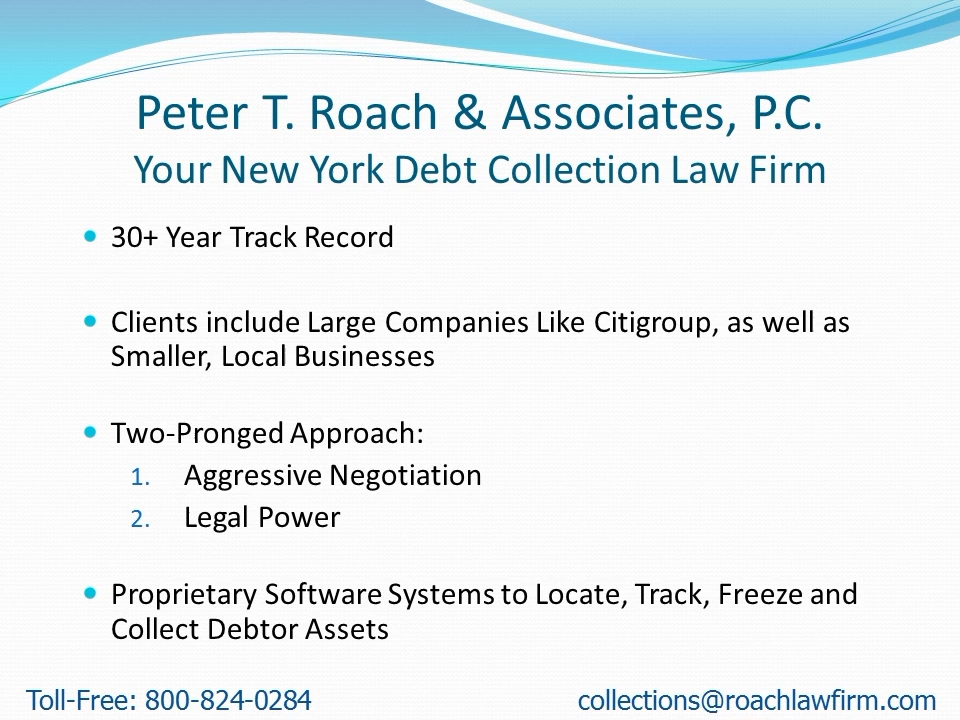 Peter T. Roach & Associates, P.C.
Your New York Debt Collection Law Firm
• 30+ Year Track Record
• Clients include Large Companies Like Citigroup, as well as
Smaller, Local Businesses
• Two-Pronged Approach:
1. Aggressive Negotiation
2. Legal Power
• Proprietary Software Systems to Locate, Track, Freeze and
Collect Debtor Assets
Toll-Free: 800-824-0284
collections@roachlawfirm.com